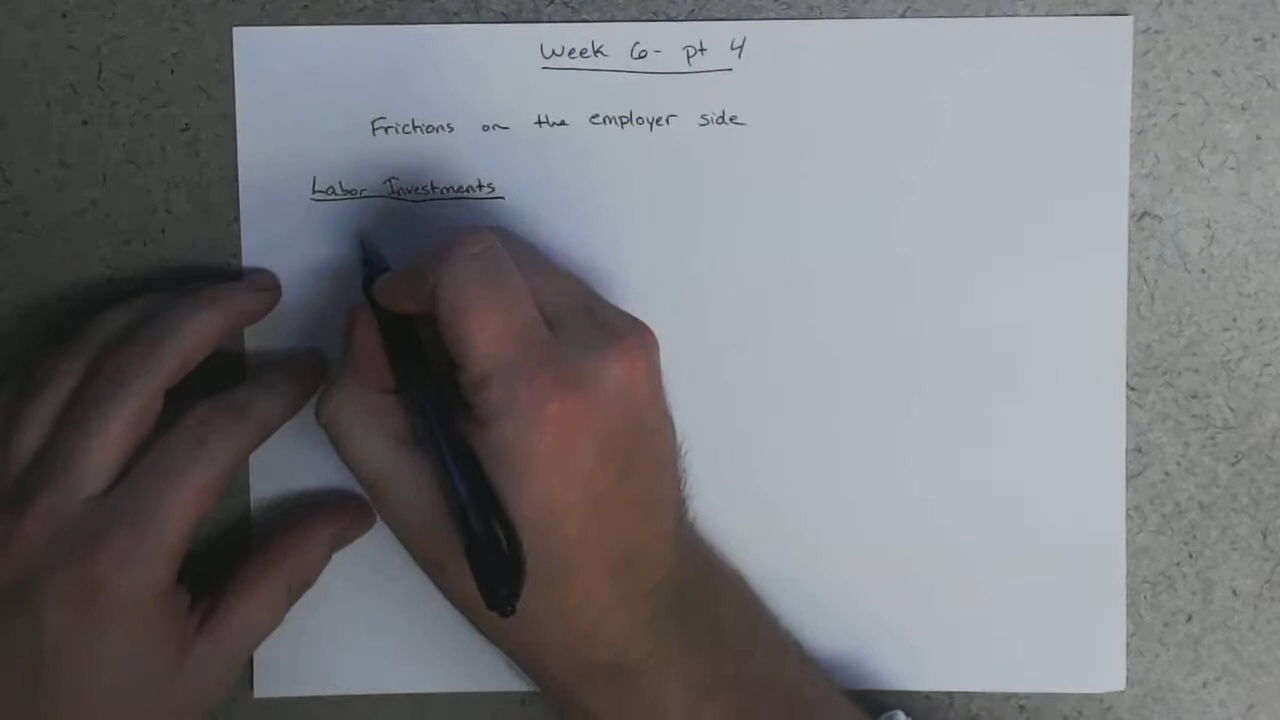 Week 6- pt 4
Frictions on the employer side
Labor Investments